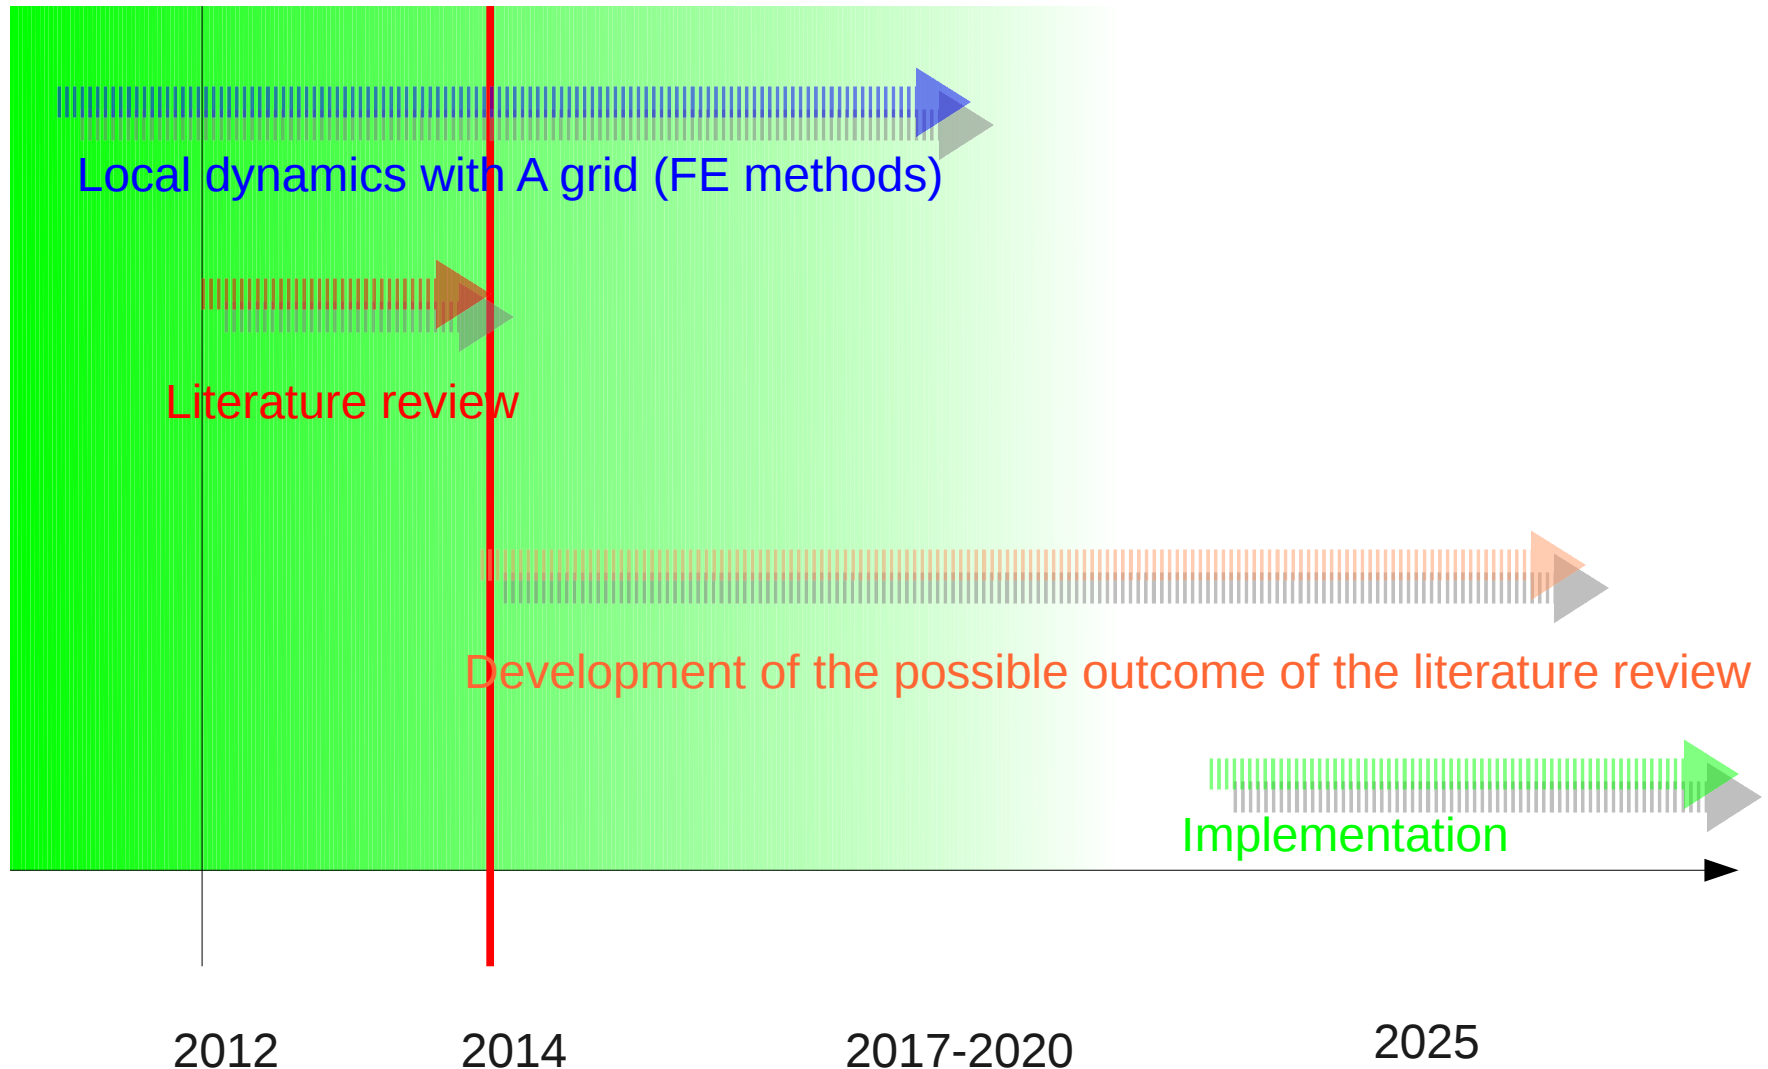 Local dynamics with A grid (FE methods)
Literature review
Development of the possible outcome of the literature review
Implementation
2012
2014
2017-2020
2025